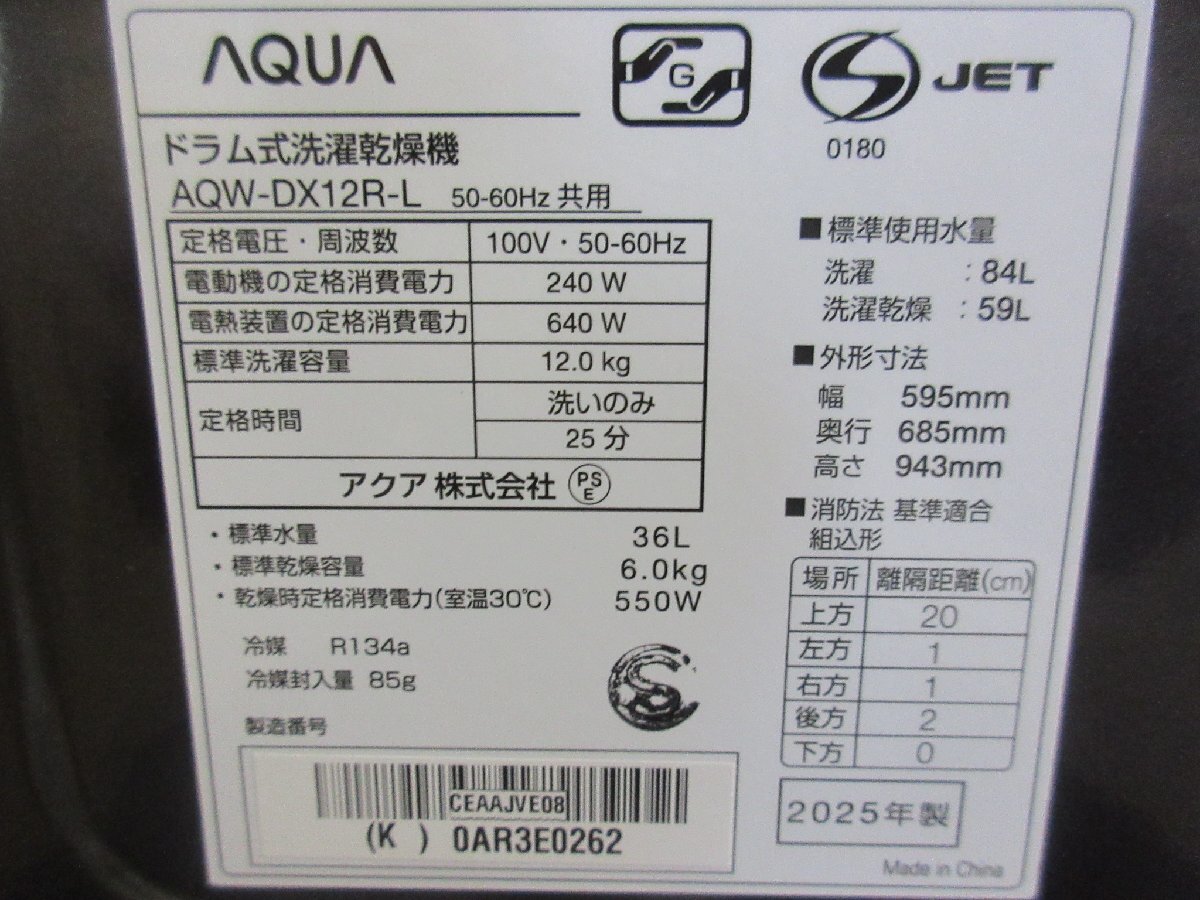 AQUA
G
S JET
0180
ドラム式洗濯乾燥機
AQW-DX12R-L 50-60Hz 共用
定格電圧・周波数 100V・50-60Hz
電動機の定格消費電力 240 W
電熱装置の定格消費電力 640 W
標準洗濯容量 12.0 kg
定格時間 洗いのみ
25 分
アクア 株式会社 PS E
・標準水量 36L
・標準乾燥容量 6.0kg
・乾燥時定格消費電力(室温30℃) 550W
冷媒 R134a
冷媒封入量 85g
製造番号
CEAAJVE08
(K ) 0AR3E0262
■標準使用水量
洗濯 : 84L
洗濯乾燥 : 59L
■外形寸法
幅 595mm
奥行 685mm
高さ 943mm
■消防法 基準適合
組込形
場所 離隔距離(cm)
上方 20
左方 1
右方 1
後方 2
下方 0
2025年製
Made in China